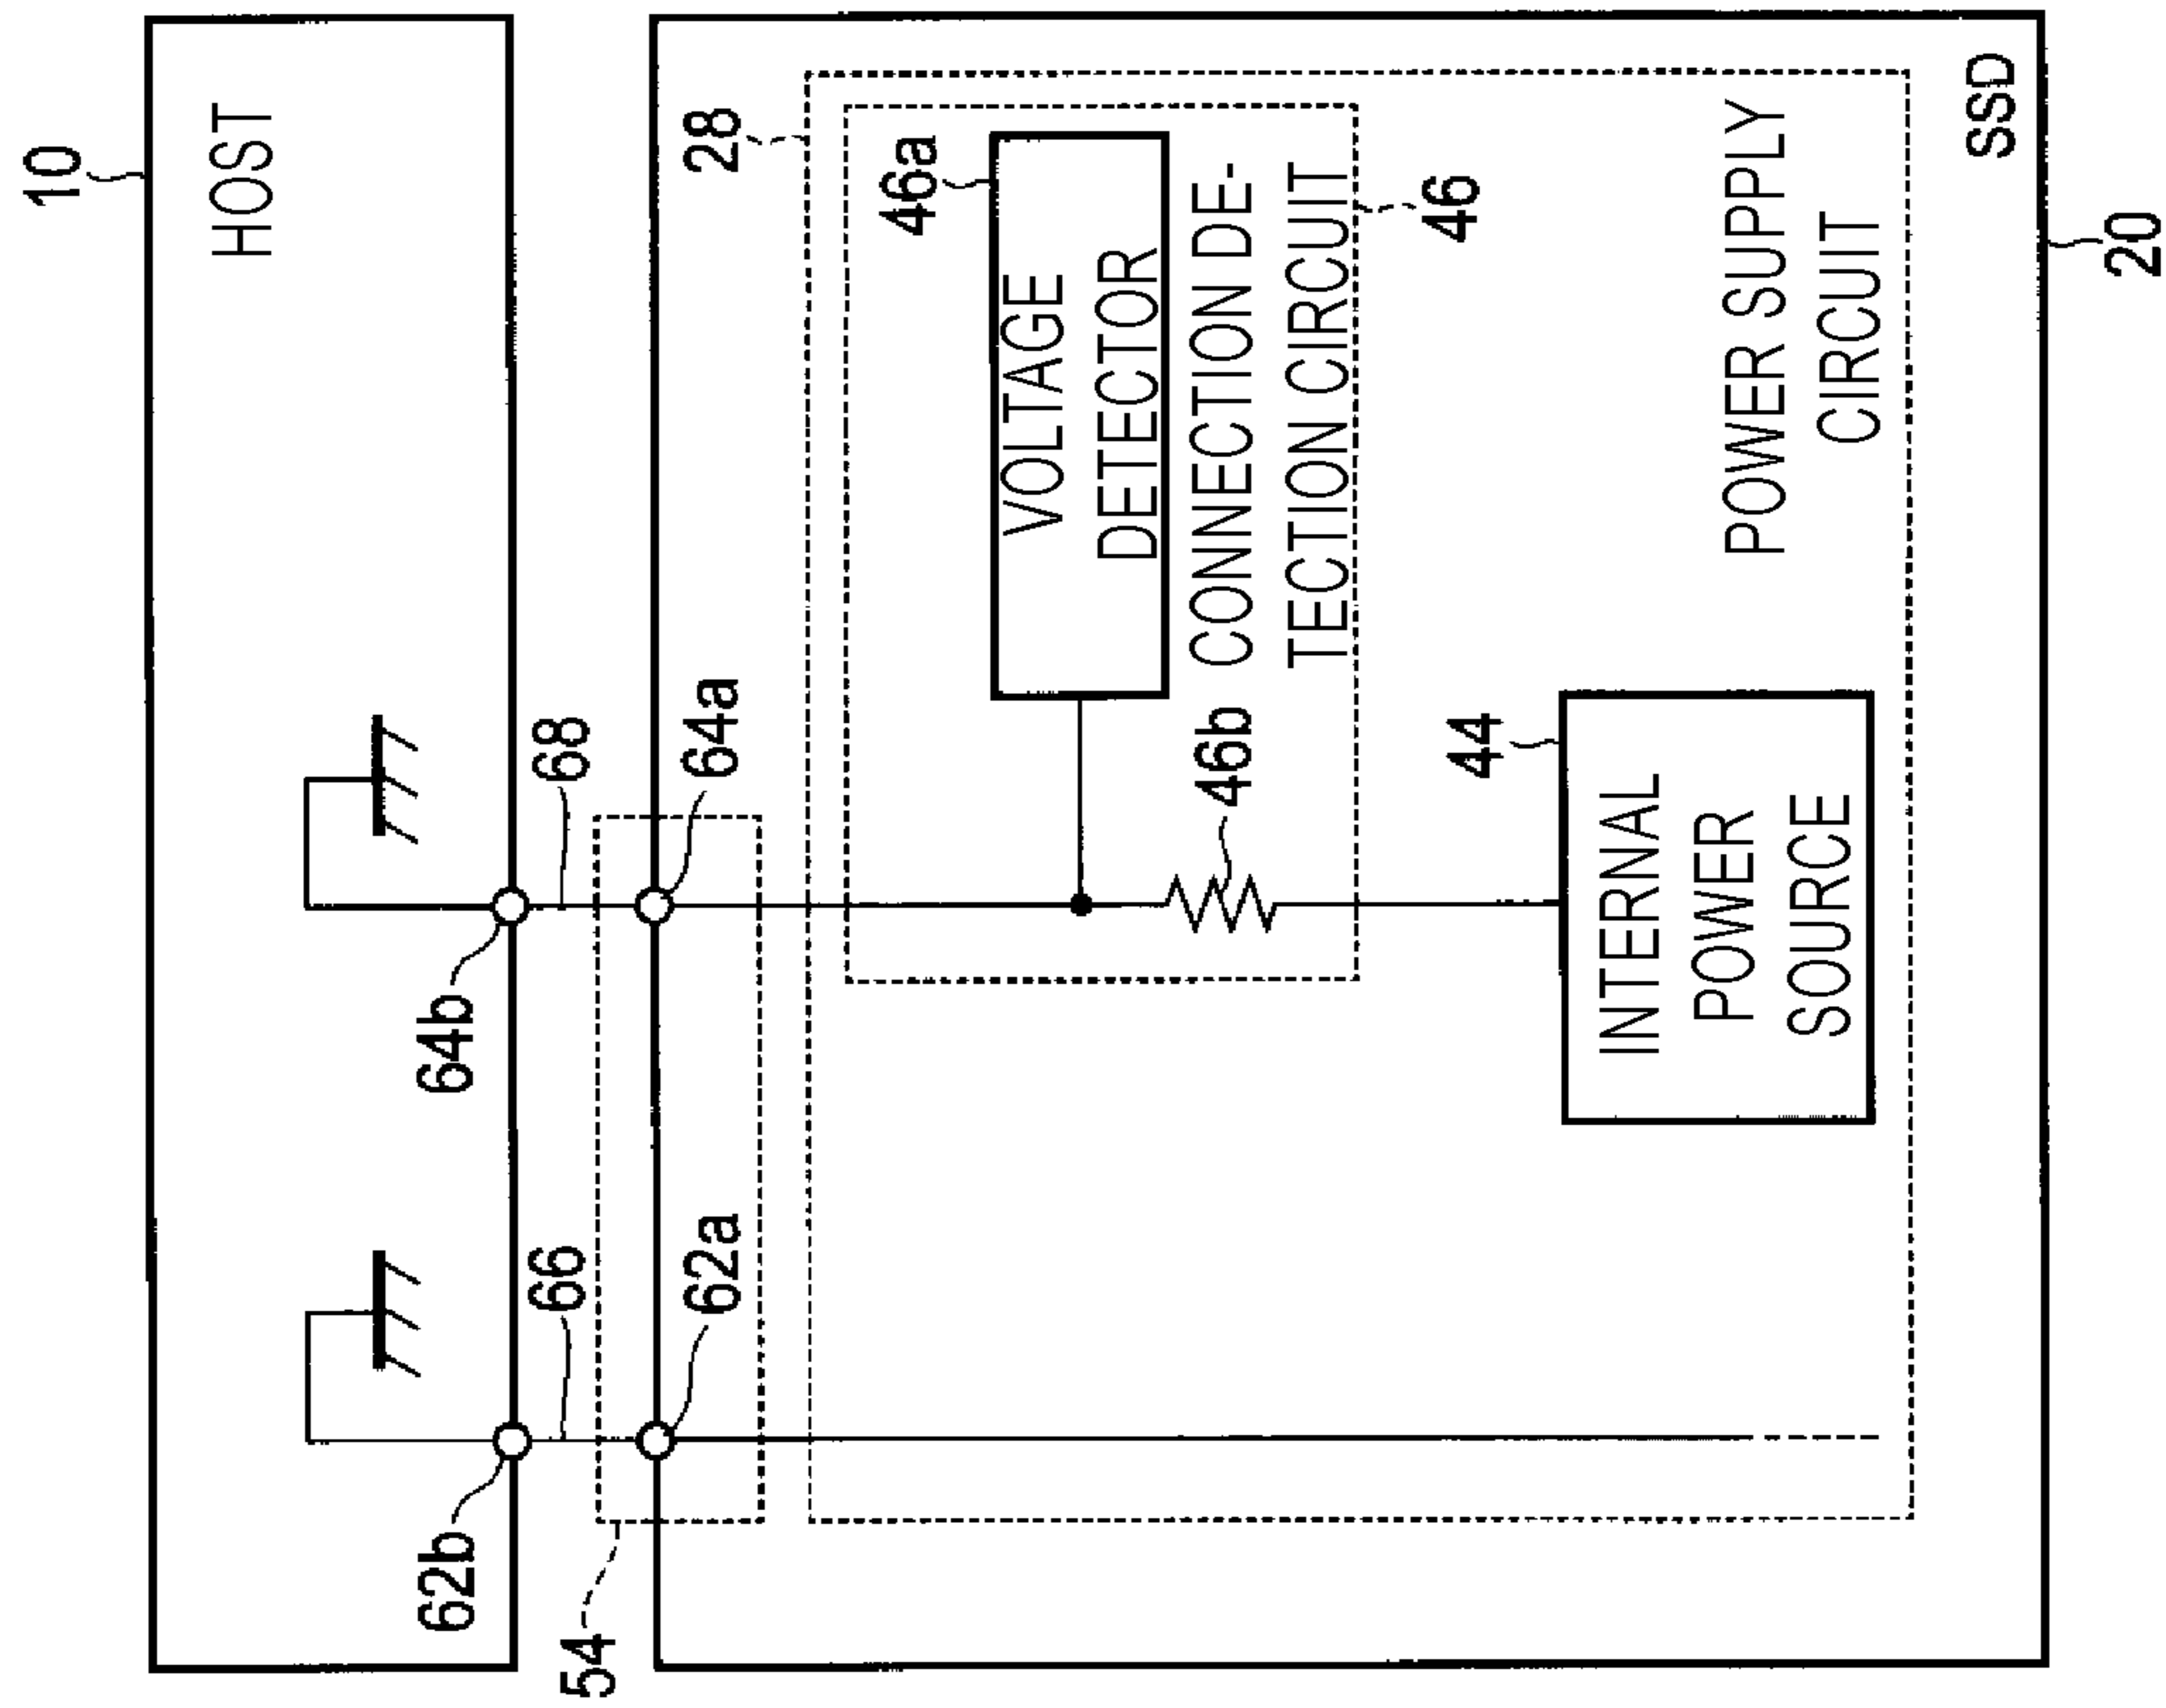 10
HOST
64b
68
64a
62b
66
62a
54
28
46a
VOLTAGE
DETECTOR
CONNECTION DE-
TECTION CIRCUIT
46
46b
44
INTERNAL
POWER
SOURCE
POWER SUPPLY
CIRCUIT
SSD
20